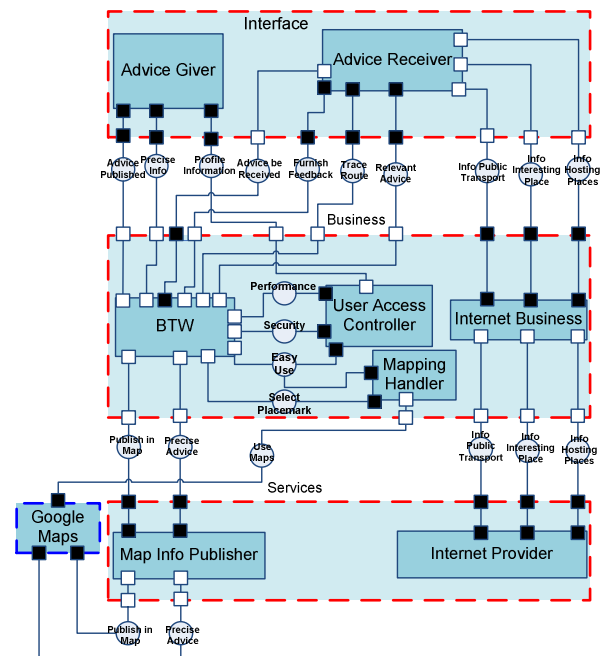 Interface
Advice Giver
Advice Receiver
Advice
Published
Precise
Info
Profile
Information
Advice be
Received
Furnish
Feedback
Trace
Route
Relevant
Advice
Info Public
Transport
Info
Interesting
Place
Info
Hosting
Places
Business
BTW
Performance
Security
Easy
Use
Select
Placemark
User Access
Controller
Mapping
Handler
Internet Business
Publish in
Map
Precise
Advice
Use
Maps
Info
Public
Transport
Info
Interesting
Place
Info
Hosting
Places
Services
Google
Maps
Map Info Publisher
Internet Provider
Publish in
Map
Precise
Advice